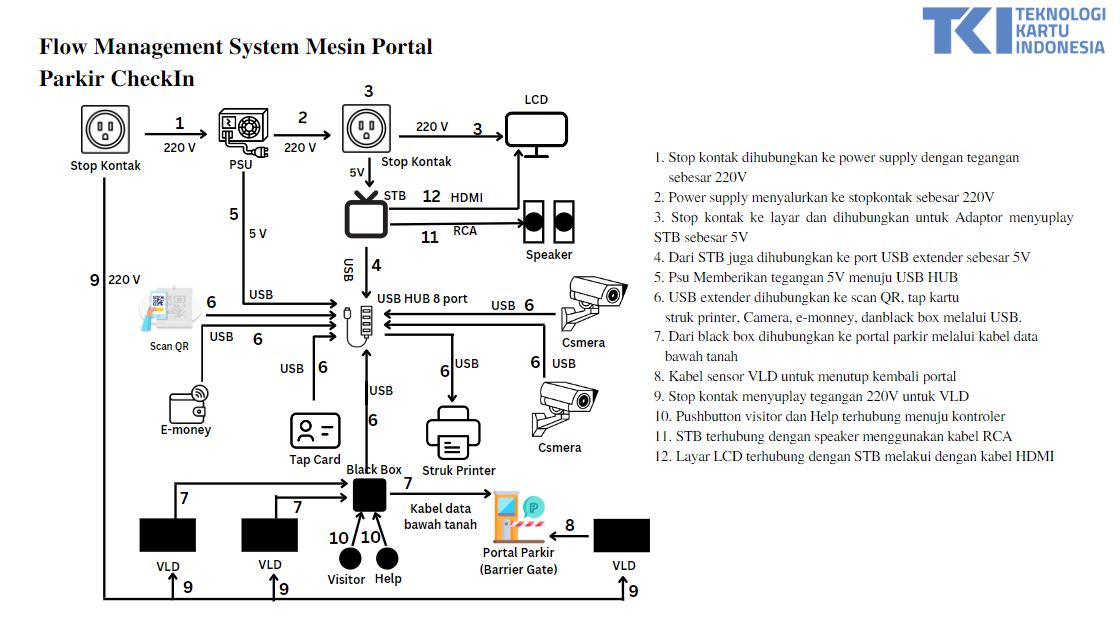 TEKNOLOGI
KARTU
INDONESIA
TKI
Flow Management System Mesin Portal
Parkir CheckIn
3
LCD
1
220 V
2
220 V
220 V
3
Stop Kontak
PSU
Stop Kontak
5V
STB
12
HDMI
11
RCA
Speaker
5
5 V
USB
4
9
220 V
USB
USB HUB 8 port
6
USB
6
Csmera
Scan QR
USB
6
USB
6
6
USB
6
USB
USB
6
E-money
Tap Card
Struk Printer
Csmera
Black Box
7
7
7
Kabel data
bawah tanah
8
10
10
VLD
VLD
Visitor
Help
Portal Parkir
(Barrier Gate)
VLD
9
9
9
1. Stop kontak dihubungkan ke power supply dengan tegangan
sebesar 220V
2. Power supply menyalurkan ke stopkontak sebesar 220V
3. Stop kontak ke layar dan dihubungkan untuk Adaptor menyuplay
STB sebesar 5V
4. Dari STB juga dihubungkan ke port USB extender sebesar 5V
5. Psu Memberikan tegangan 5V menuju USB HUB
6. USB extender dihubungkan ke scan QR, tap kartu
struk printer, Camera, e-monney, danblack box melalui USB.
7. Dari black box dihubungkan ke portal parkir melalui kabel data
bawah tanah
8. Kabel sensor VLD untuk menutup kembali portal
9. Stop kontak menyuplay tegangan 220V untuk VLD
10. Pushbutton visitor dan Help terhubung menuju kontroler
11. STB terhubung dengan speaker menggunakan kabel RCA
12. Layar LCD terhubung dengan STB melakui dengan kabel HDMI